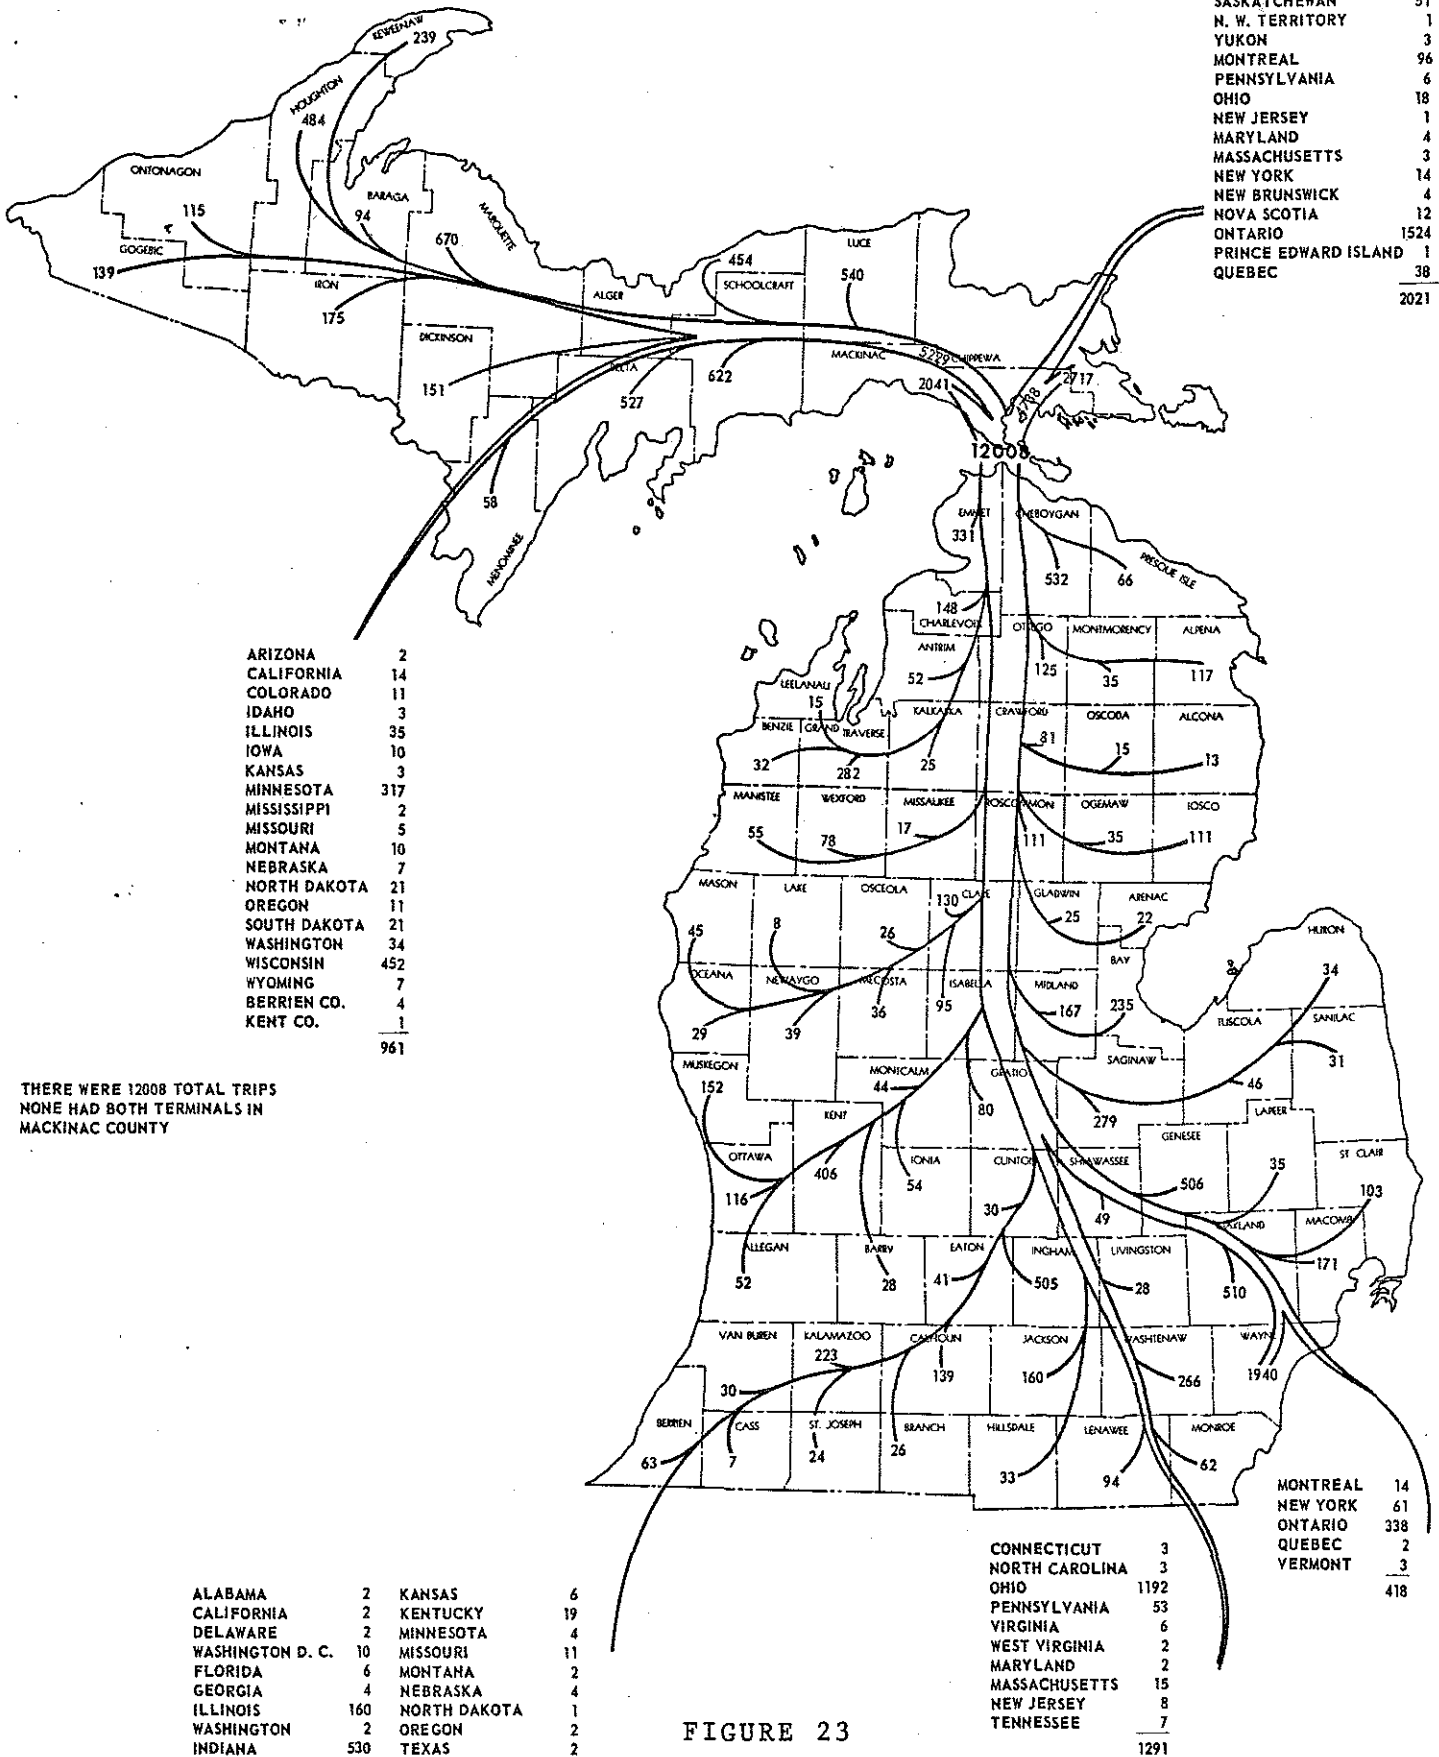 SASKATCHEWAN 51
N. W. TERRITORY 1
YUKON 3
MONTREAL 96
PENNSYLVANIA 6
OHIO 18
NEW JERSEY 1
MARYLAND 4
MASSACHUSETTS 3
NEW YORK 14
NEW BRUNSWICK 4
NOVA SCOTIA 12
ONTARIO 1524
PRINCE EDWARD ISLAND 1
QUEBEC 38
2021
KEWEENAW
239
HOUGHTON
484
ONTONAGON
115
BARAGA
94
MARQUETTE
670
GOGEBIC
139
IRON
175
ALGER
454
SCHOOLCRAFT
LUCE
540
DICKINSON
151
DELTA
527
622
MACKINAC
5229
CHIPPEWA
2041
2717
4738
12008
58
MENOMINEE
EMMET
331
CHEBOYGAN
532
66
PRESQUE ISLE
148
CHARLEVOIX
OTSEGO
125
MONTMORENCY
35
ALPENA
117
ANTRIM
52
LEELANAU
15
BENZIE
32
GRAND TRAVERSE
282
KALKASKA
25
CRAWFORD
81
OSCODA
15
ALCONA
13
MANISTEE
55
WEXFORD
78
MISSAUKEE
17
ROSCOMMON
111
OGEMAW
35
IOSCO
111
MASON
45
LAKE
8
OSCEOLA
26
CLARE
130
GLADWIN
25
ARENAC
22
BAY
235
HURON
34
OCEANA
29
NEWAYGO
39
MECOSTA
36
ISABELLA
95
MIDLAND
167
TUSCOLA
46
SANILAC
31
SAGINAW
279
MUSKEGON
152
MONTCALM
44
GRATIOT
80
KENT
406
OTTAWA
116
IONIA
54
CLINTON
30
SHIAWASSEE
49
GENESEE
506
LAPEER
35
ST CLAIR
103
MACOMB
171
OAKLAND
510
ALLEGAN
52
BARRY
28
EATON
41
INGHAM
505
LIVINGSTON
28
VAN BUREN
30
KALAMAZOO
223
CALHOUN
139
JACKSON
160
WASHTENAW
266
WAYNE
1940
BERRIEN
63
CASS
7
ST. JOSEPH
24
BRANCH
26
HILLSDALE
33
LENAWEE
94
MONROE
62
ARIZONA 2
CALIFORNIA 14
COLORADO 11
IDAHO 3
ILLINOIS 35
IOWA 10
KANSAS 3
MINNESOTA 317
MISSISSIPPI 2
MISSOURI 5
MONTANA 10
NEBRASKA 7
NORTH DAKOTA 21
OREGON 11
SOUTH DAKOTA 21
WASHINGTON 34
WISCONSIN 452
WYOMING 7
BERRIEN CO. 4
KENT CO. 1
961
THERE WERE 12008 TOTAL TRIPS
NONE HAD BOTH TERMINALS IN
MACKINAC COUNTY
MONTREAL 14
NEW YORK 61
ONTARIO 338
QUEBEC 2
VERMONT 3
418
CONNECTICUT 3
NORTH CAROLINA 3
OHIO 1192
PENNSYLVANIA 53
VIRGINIA 6
WEST VIRGINIA 2
MARYLAND 2
MASSACHUSETTS 15
NEW JERSEY 8
TENNESSEE 7
1291
ALABAMA 2 KANSAS 6
CALIFORNIA 2 KENTUCKY 19
DELAWARE 2 MINNESOTA 4
WASHINGTON D. C. 10 MISSOURI 11
FLORIDA 6 MONTANA 2
GEORGIA 4 NEBRASKA 4
ILLINOIS 160 NORTH DAKOTA 1
WASHINGTON 2 OREGON 2
INDIANA 530 TEXAS 2
FIGURE 23